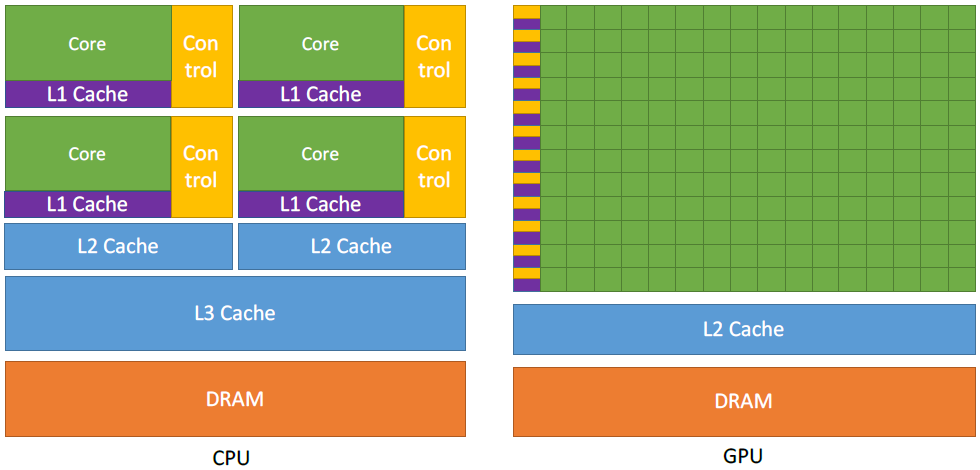 Core
Con
trol
L1 Cache
Core
Con
trol
L1 Cache
Core
Con
trol
L1 Cache
Core
Con
trol
L1 Cache
L2 Cache
L2 Cache
L3 Cache
DRAM
CPU
L2 Cache
DRAM
GPU